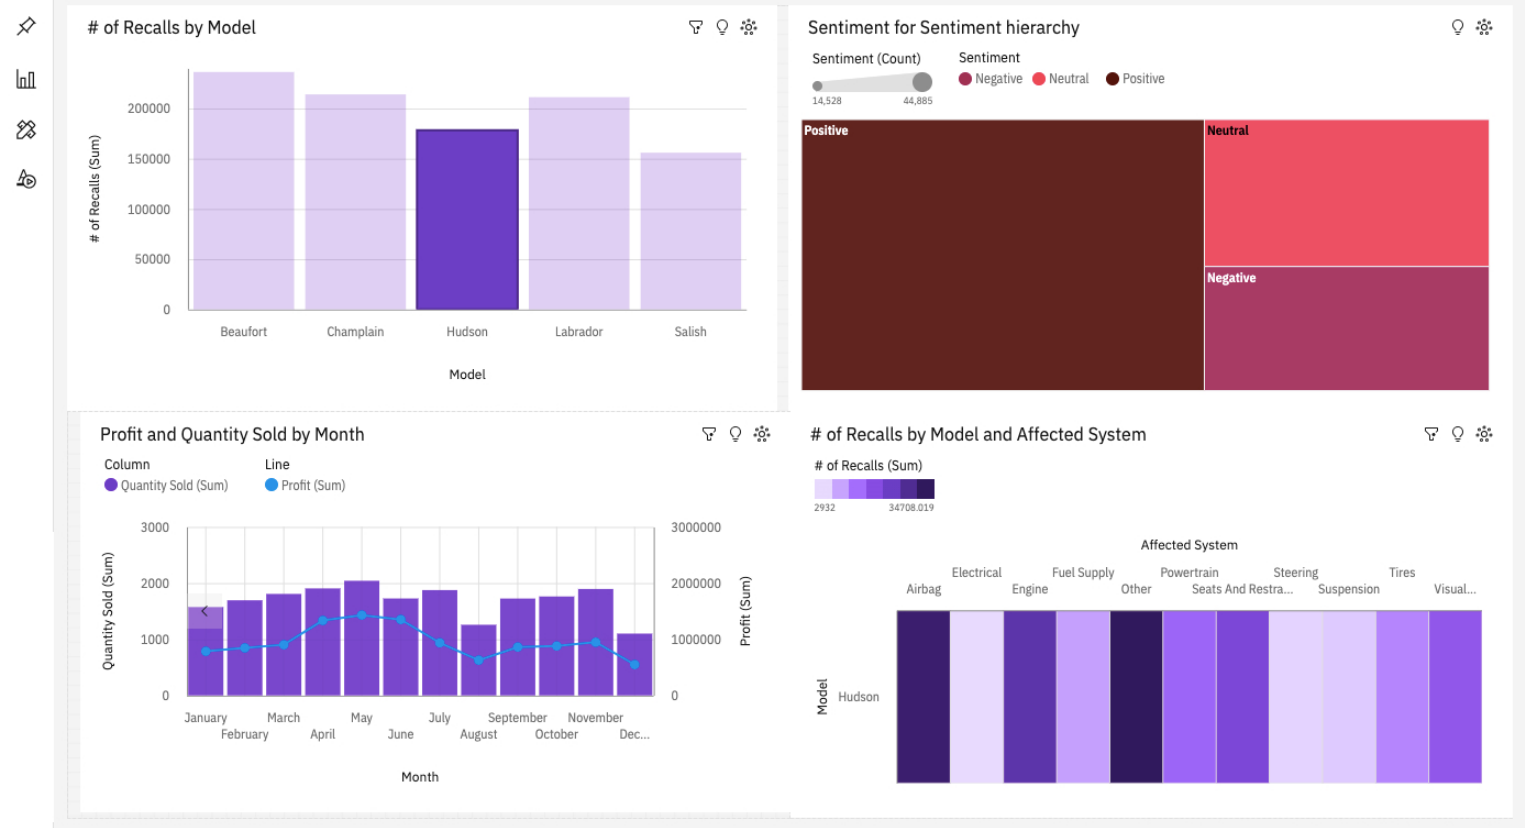 # of Recalls by Model
# of Recalls (Sum)
200000
150000
100000
50000
0
Beaufort
Champlain
Hudson
Labrador
Salish
Model
Sentiment for Sentiment hierarchy
Sentiment (Count)
14,528
44,885
Sentiment
Negative
Neutral
Positive
Positive
Neutral
Negative
Profit and Quantity Sold by Month
Column
Quantity Sold (Sum)
Line
Profit (Sum)
Quantity Sold (Sum)
3000
2000
1000
0
3000000
2000000
1000000
0
Profit (Sum)
January
February
March
April
May
June
July
August
September
October
November
Dec...
Month
# of Recalls by Model and Affected System
# of Recalls (Sum)
2932
34708.019
Affected System
Airbag
Electrical
Engine
Fuel Supply
Other
Powertrain
Seats And Restra...
Steering
Suspension
Tires
Visual...
Model
Hudson